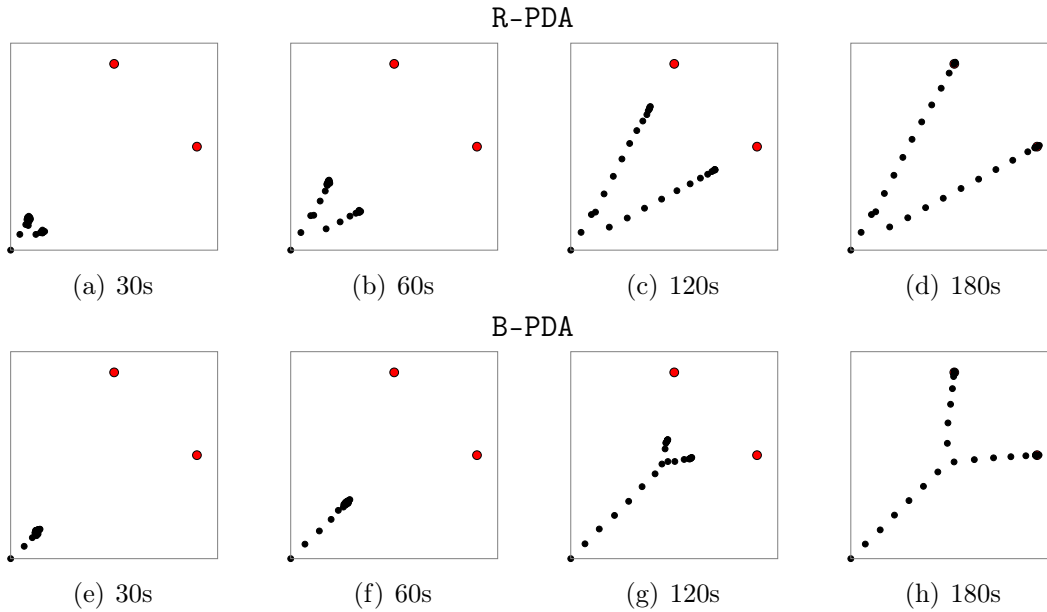 R-PDA
(a) 30s
(b) 60s
(c) 120s
(d) 180s
B-PDA
(e) 30s
(f) 60s
(g) 120s
(h) 180s